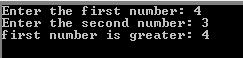 Enter the first number: 4
Enter the second number: 3
first number is greater: 4